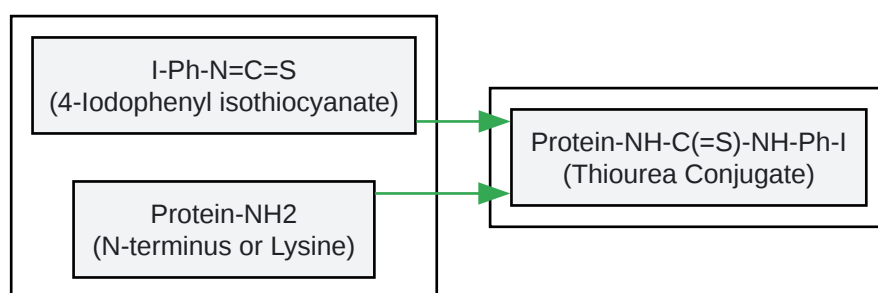 I-Ph-N=C=S
(4-Iodophenyl isothiocyanate)
Protein-NH2
(N-terminus or Lysine)
Protein-NH-C(=S)-NH-Ph-I
(Thiourea Conjugate)